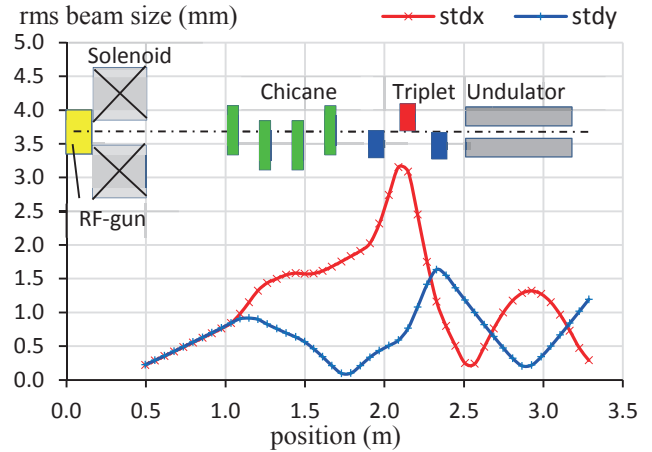 rms beam size (mm)
stdx
stdy
5.0
4.5
4.0
3.5
3.0
2.5
2.0
1.5
1.0
0.5
0.0
Solenoid
Chicane
Triplet
Undulator
RF-gun
0.0 0.5 1.0 1.5 2.0 2.5 3.0 3.5
position (m)